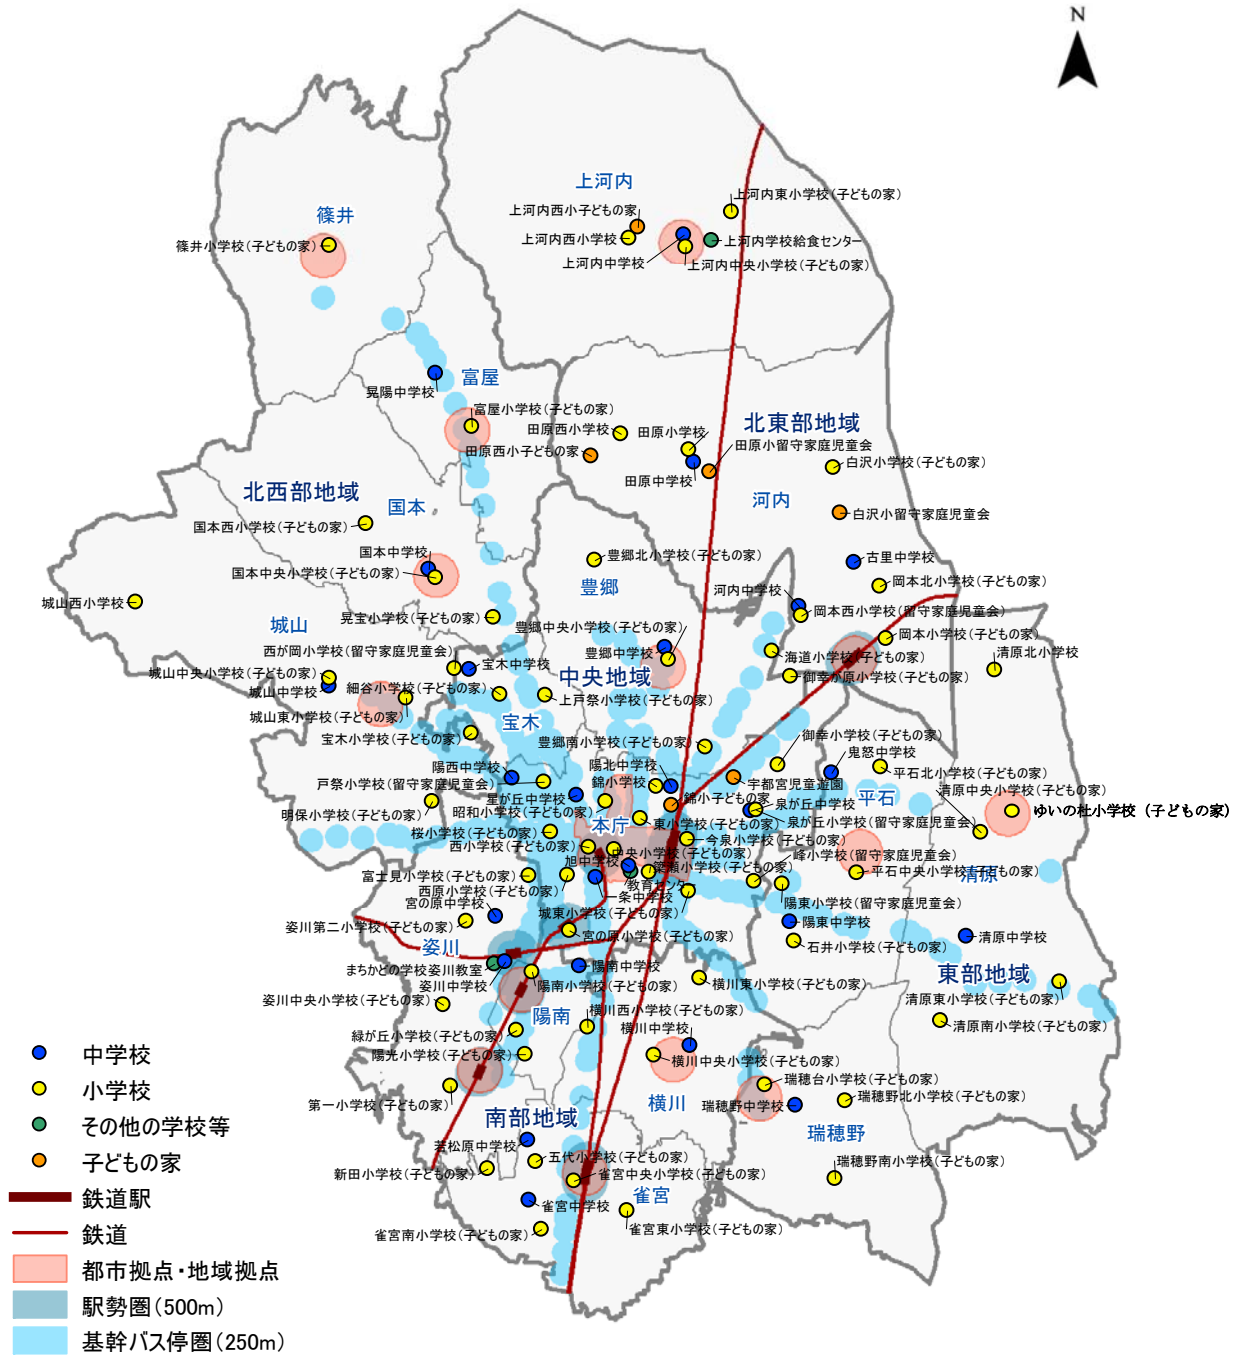 N
上河内
上河内東小学校(子どもの家)
上河内西小子どもの家
篠井
上河内西小学校
上河内学校給食センター
篠井小学校(子どもの家)
上河内中学校
上河内中央小学校(子どもの家)
富屋
晃陽中学校
富屋小学校(子どもの家)
北東部地域
田原西小学校
田原小学校
田原小留守家庭児童会
田原西小子どもの家
白沢小学校(子どもの家)
田原中学校
北西部地域
国本
河内
白沢小留守家庭児童会
国本西小学校(子どもの家)
国本中学校
豊郷北小学校(子どもの家)
古里中学校
国本中央小学校(子どもの家)
豊郷
岡本北小学校(子どもの家)
河内中学校
城山西小学校
岡本西小学校(留守家庭児童会)
晃宝小学校(子どもの家)
城山
豊郷中央小学校(子どもの家)
岡本小学校(子どもの家)
西が岡小学校(留守家庭児童会)
豊郷中学校
海道小学校(子どもの家)
清原北小学校
宝木中学校
城山中央小学校(子どもの家)
中央地域
御幸が原小学校(子どもの家)
城山中学校
細谷小学校(子どもの家)
上戸祭小学校(子どもの家)
城山東小学校(子どもの家)
宝木
宝木小学校(子どもの家)
豊郷南小学校(子どもの家)
御幸小学校(子どもの家)
鬼怒中学校
陽西中学校
陽北中学校
平石北小学校(子どもの家)
戸祭小学校(留守家庭児童会)
錦小学校
宇都宮児童遊園
清原中央小学校(子どもの家)
星が丘中学校
錦小子どもの家
平石
泉が丘中学校
ゆいの杜小学校(子どもの家)
明保小学校(子どもの家)
昭和小学校(子どもの家)
本庁
東小学校(子どもの家)
泉が丘小学校(留守家庭児童会)
桜小学校(子どもの家)
今泉小学校(子どもの家)
西小学校(子どもの家)
中央小学校(子どもの家)
峰小学校(留守家庭児童会)
旭中学校
簗瀬小学校(子どもの家)
平石中央小学校(子どもの家)
清原
富士見小学校(子どもの家)
教育センター
西原小学校(子どもの家)
一条中学校
陽東小学校(留守家庭児童会)
宮の原中学校
城東小学校(子どもの家)
陽東中学校
姿川第二小学校(子どもの家)
宮の原小学校(子どもの家)
清原中学校
姿川
石井小学校(子どもの家)
まちかどの学校姿川教室
陽南中学校
東部地域
姿川中学校
陽南小学校(子どもの家)
横川東小学校(子どもの家)
姿川中央小学校(子どもの家)
清原東小学校(子どもの家)
陽南
横川西小学校(子どもの家)
清原南小学校(子どもの家)
緑が丘小学校(子どもの家)
横川中学校
陽光小学校(子どもの家)
横川中央小学校(子どもの家)
瑞穂台小学校(子どもの家)
第一小学校(子どもの家)
横川
瑞穂野中学校
瑞穂野北小学校(子どもの家)
南部地域
瑞穂野
若松原中学校
五代小学校(子どもの家)
瑞穂野南小学校(子どもの家)
新田小学校(子どもの家)
雀宮中央小学校(子どもの家)
雀宮
雀宮中学校
雀宮南小学校(子どもの家)
雀宮東小学校(子どもの家)
中学校
小学校
その他の学校等
子どもの家
鉄道駅
鉄道
都市拠点・地域拠点
駅勢圏(500m)
基幹バス停圏(250m)